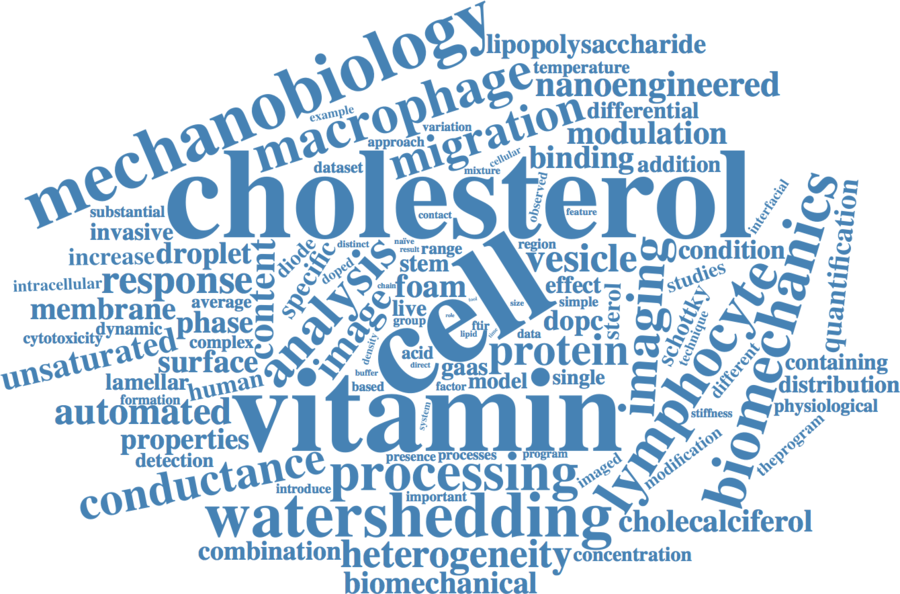 mechanobiology
lipopolysaccharide
temperature
macrophage
nanoengineered
example
variation
differential
approach
migration
modulation
cellular
dataset
mixture
binding
addition
cholesterol
observed
substantial
contact
feature
interfacial
invasive
increase
droplet
content
diode
distinct
naïve
result
range
region
condition
specific
doped
analysis
stem
vesicle
imaging
studies
intracellular
response
chain
foam
cell
size
effect
simple
sterol
schottky
biomechanics
quantification
membrane
average
image
live
group
ftir
lipid
data
dopc
technique
lymphocyte
cytotoxicity
dynamic
phase
complex
density
acid
direct
gaas
protein
different
unsaturated
surface
buffer
based
factor
model
single
containing
distribution
lamellar
human
formation
vitamin
system
stiffness
physiological
automated
properties
detection
presence
processes
program
imaged
modification
theprogram
conductance
introduce
processing
important
watershedding
cholecalciferol
combination
heterogeneity
concentration
biomechanical